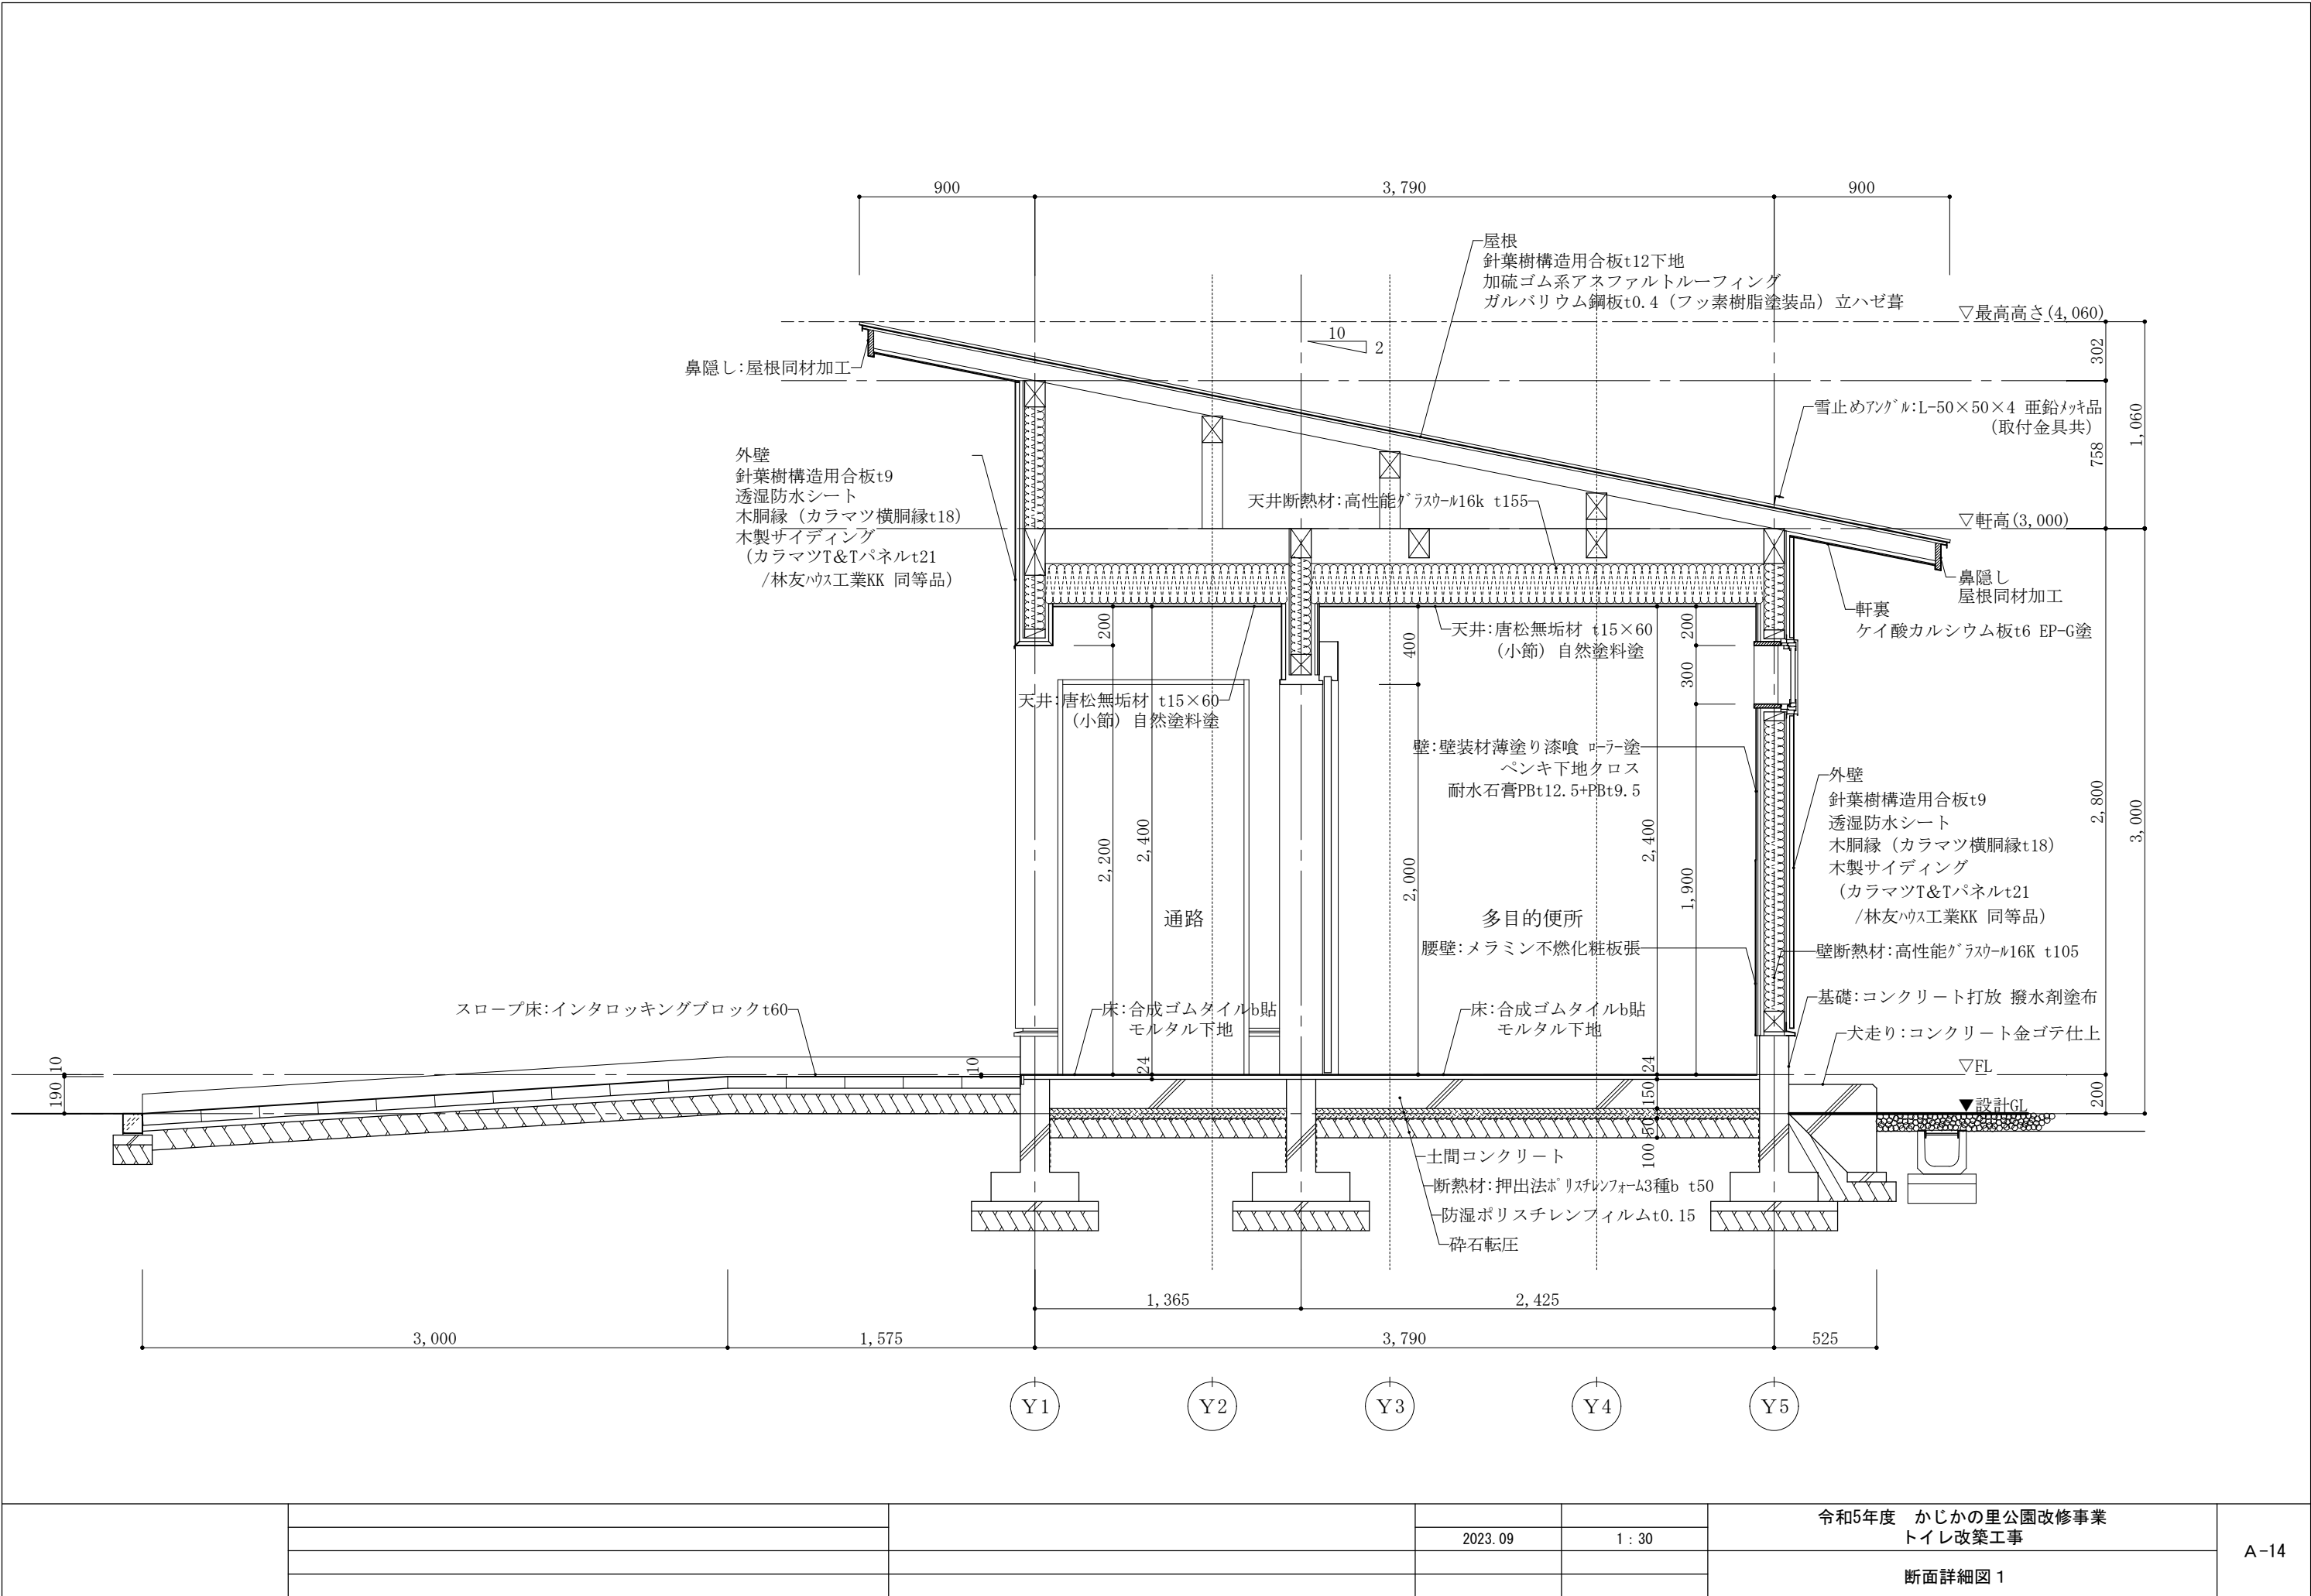 900
3,790
900
屋根
針葉樹構造用合板t12下地
加硫ゴム系アスファルトルーフィング
ガルバリウム鋼板t0.4（フッ素樹脂塗装品）立ハゼ葺
▽最高高さ(4,060)
10
2
302
鼻隠し:屋根同材加工
雪止めｱﾝｸﾞﾙ:L-50×50×4 亜鉛ﾒｯｷ品
（取付金具共）
1,060
758
外壁
針葉樹構造用合板t9
透湿防水シート
木胴縁（カラマツ横胴縁t18）
木製サイディング
（カラマツT&Tパネルt21
/林友ﾊｳｽ工業KK 同等品）
天井断熱材:高性能ｸﾞﾗｽｳｰﾙ16k t155
▽軒高(3,000)
鼻隠し
屋根同材加工
軒裏
ケイ酸カルシウム板t6 EP-G塗
200
400
200
300
天井:唐松無垢材 t15×60
（小節）自然塗料塗
天井:唐松無垢材 t15×60
（小節）自然塗料塗
壁:壁装材薄塗り漆喰 ﾛｰﾗｰ塗
ペンキ下地クロス
耐水石膏PBt12.5+PBt9.5
外壁
針葉樹構造用合板t9
透湿防水シート
木胴縁（カラマツ横胴縁t18）
木製サイディング
（カラマツT&Tパネルt21
/林友ﾊｳｽ工業KK 同等品）
2,800
3,000
2,200
2,400
2,000
2,400
1,900
通路
多目的便所
腰壁:メラミン不燃化粧板張
壁断熱材:高性能ｸﾞﾗｽｳｰﾙ16K t105
スロープ床:インタロッキングブロックt60
床:合成ゴムタイルb貼
モルタル下地
床:合成ゴムタイルb貼
モルタル下地
基礎:コンクリート打放 撥水剤塗布
犬走り:コンクリート金ゴテ仕上
10
190
10
24
24
▽FL
200
▼設計GL
150
50
100
土間コンクリート
断熱材:押出法ﾎﾟﾘｽﾁﾚﾝﾌｫｰﾑ3種b t50
防湿ポリスチレンフィルムt0.15
砕石転圧
1,365
2,425
3,000
1,575
3,790
525
Y1
Y2
Y3
Y4
Y5
2023.09
1：30
令和5年度　かじかの里公園改修事業
トイレ改築工事
断面詳細図１
A-14